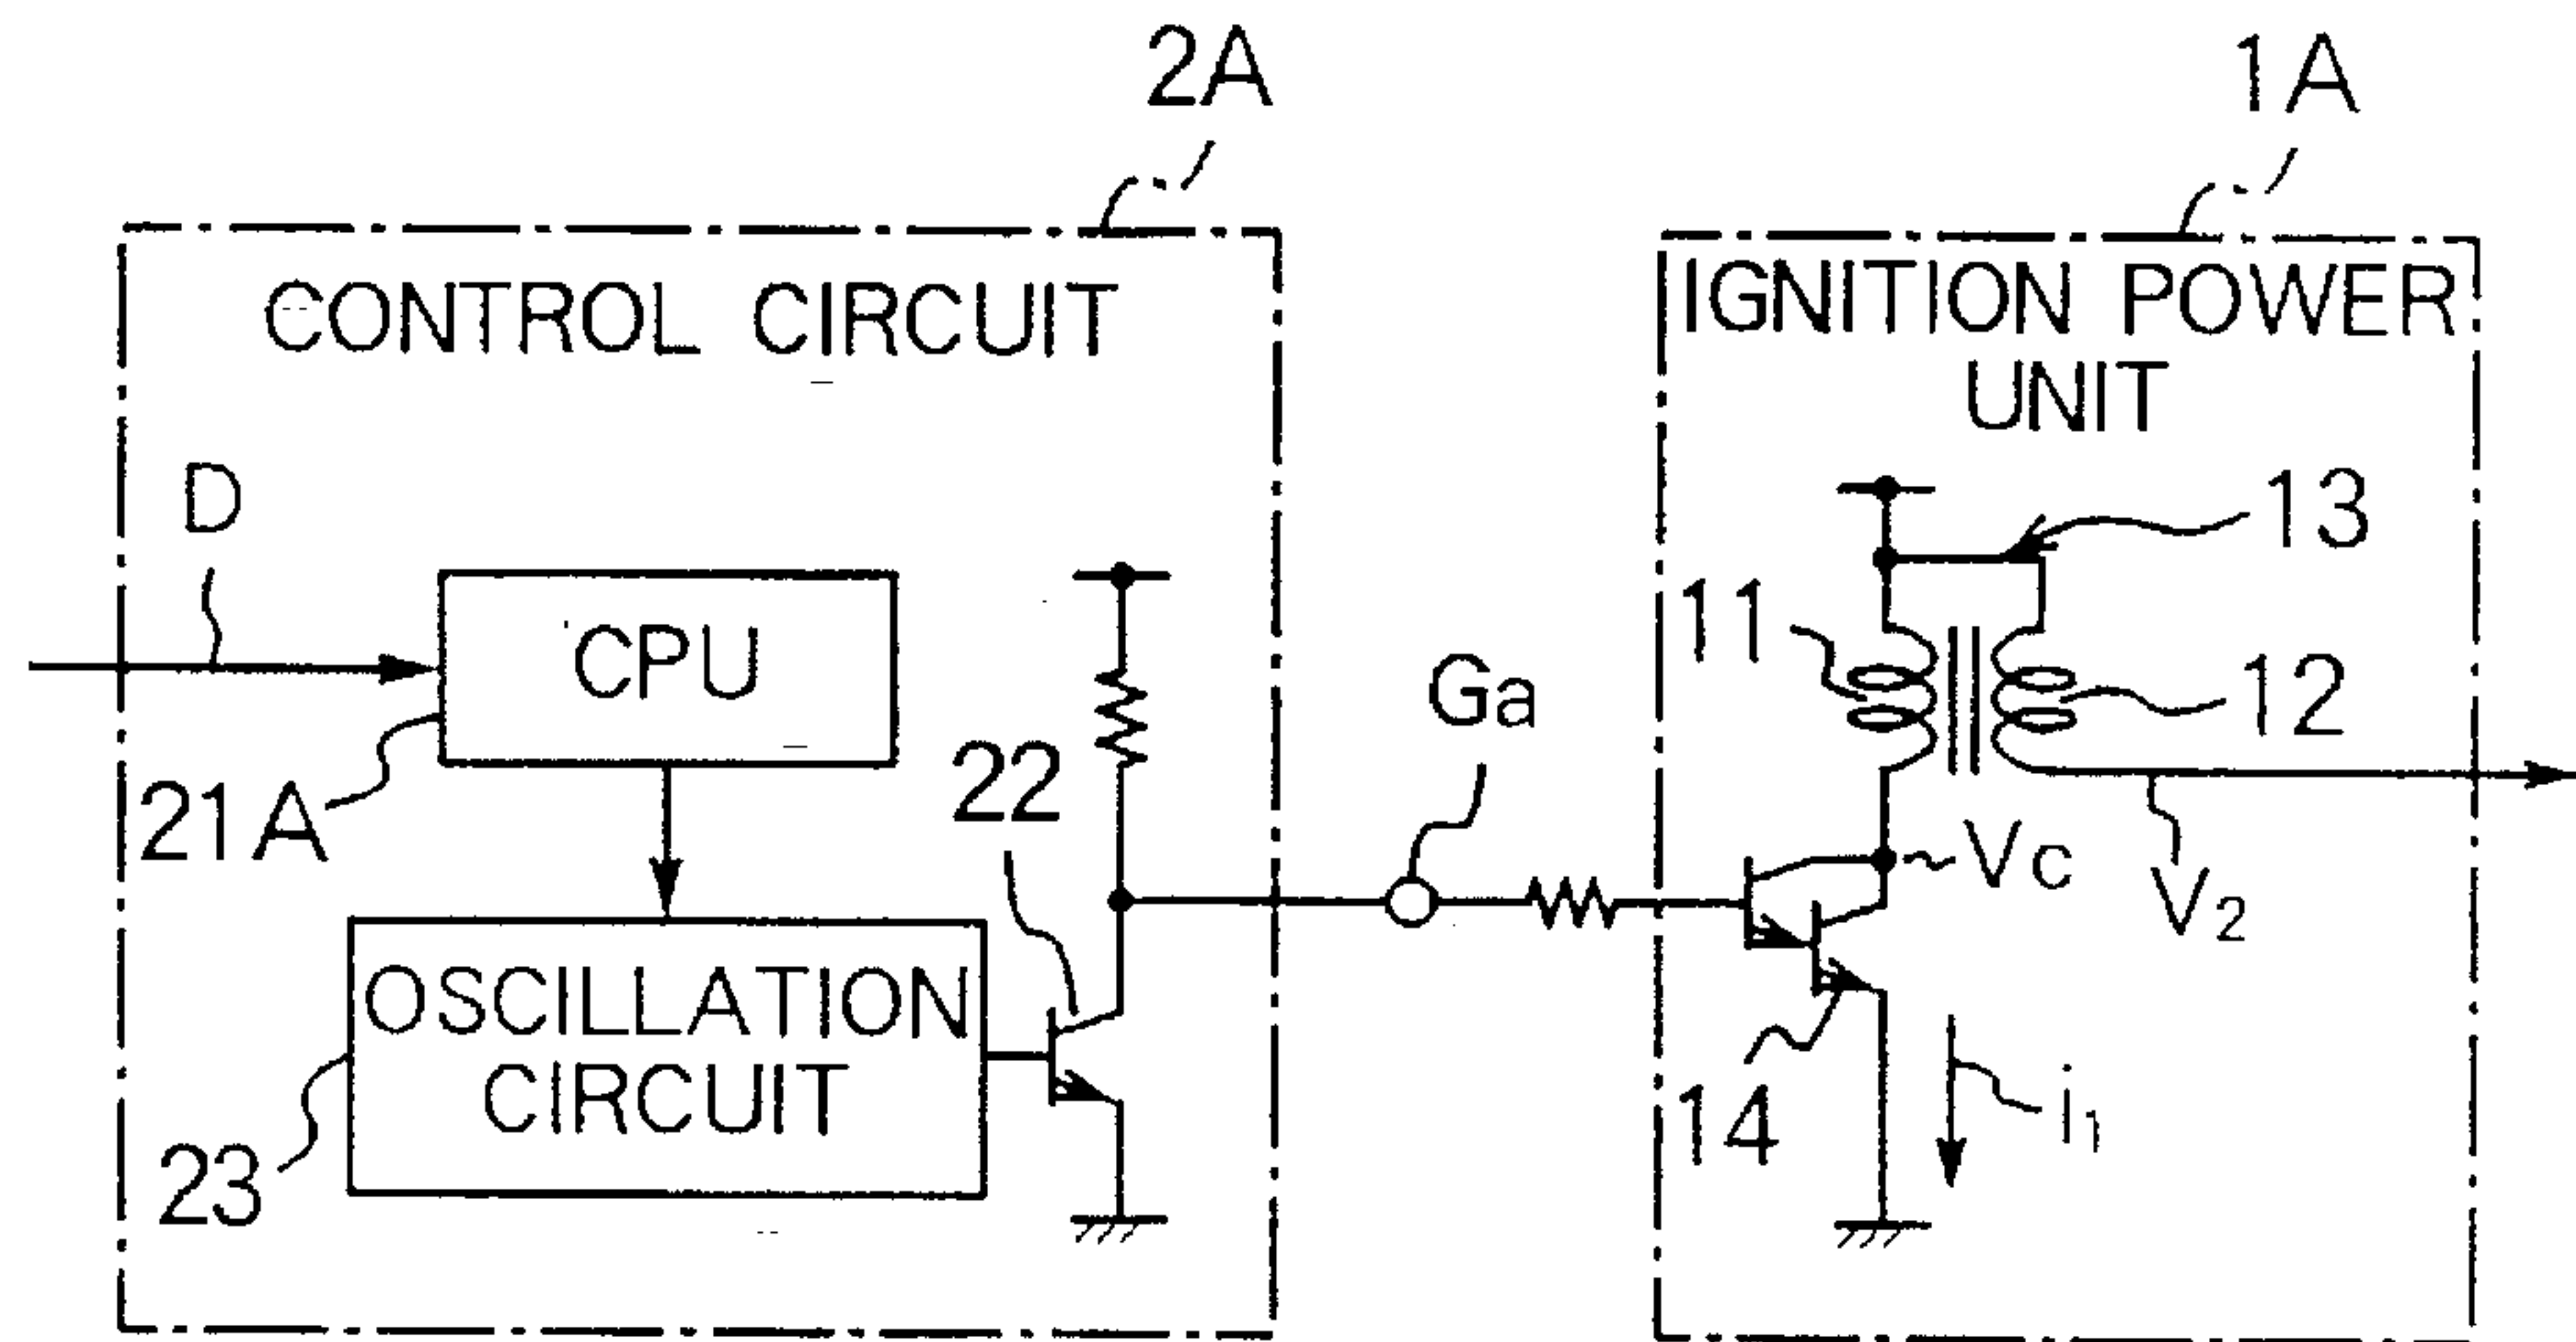 2A
1A
CONTROL CIRCUIT
IGNITION POWER
UNIT
D
13
CPU
11
12
Ga
21A
22
Vc
V2
OSCILLATION
CIRCUIT
14
i1
23